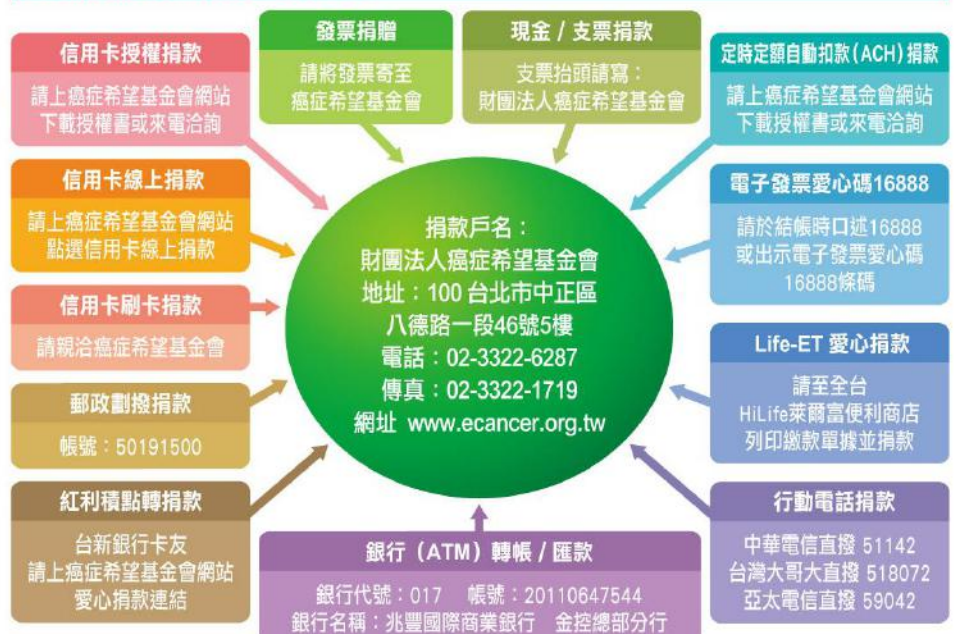 信用卡授權捐款
請上癌症希望基金會網站
下載授權書或來電洽詢
發票捐贈
請將發票寄至
癌症希望基金會
現金 / 支票捐款
支票抬頭請寫：
財團法人癌症希望基金會
定時定額自動扣款(ACH)捐款
請上癌症希望基金會網站
下載授權書或來電洽詢
信用卡線上捐款
請上癌症希望基金會網站
點選信用卡線上捐款
電子發票愛心碼16888
請於結帳時口述16888
或出示電子發票愛心碼
16888條碼
捐款戶名：
財團法人癌症希望基金會
地址：100 台北市中正區
八德路一段46號5樓
電話：02-3322-6287
傳真：02-3322-1719
網址 www.ecancer.org.tw
信用卡刷卡捐款
請親洽癌症希望基金會
Life-ET 愛心捐款
請至全台
HiLife萊爾富便利商店
列印繳款單據並捐款
郵政劃撥捐款
帳號：50191500
紅利積點轉捐款
台新銀行卡友
請上癌症希望基金會網站
愛心捐款連結
銀行（ATM）轉帳 / 匯款
銀行代號：017 帳號：20110647544
銀行名稱：兆豐國際商業銀行 金控總部分行
行動電話捐款
中華電信直撥 51142
台灣大哥大直撥 518072
亞太電信直撥 59042